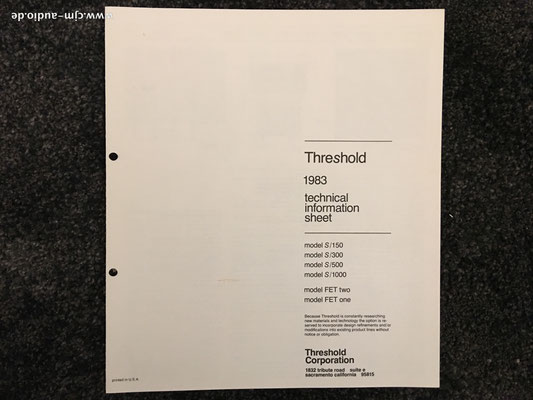 www.cjm-audio.de
Threshold
1983
technical
information
sheet
model S/150
model S/300
model S/500
model S/1000
model FET two
model FET one
Because Threshold is constantly researching
new materials and technology the option is re-
served to incorporate design refinements and/or
modifications into existing product lines without
notice or obligation.
Threshold
Corporation
1832 tribute road suite e
sacramento california 95815
printed in U.S.A.